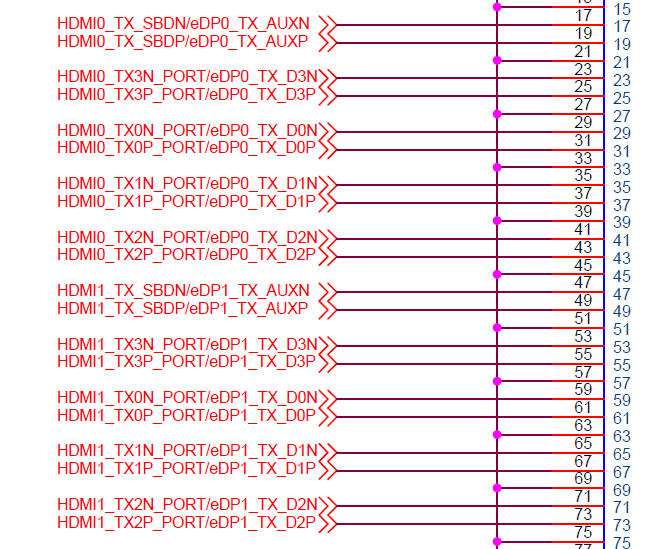 15
17
HDMI0_TX_SBDN/eDP0_TX_AUXN 17
19
HDMI0_TX_SBDP/eDP0_TX_AUXP 19
21
21
23
HDMI0_TX3N_PORT/eDP0_TX_D3N 23
25
HDMI0_TX3P_PORT/eDP0_TX_D3P 25
27
27
29
HDMI0_TX0N_PORT/eDP0_TX_D0N 29
31
HDMI0_TX0P_PORT/eDP0_TX_D0P 31
33
33
35
HDMI0_TX1N_PORT/eDP0_TX_D1N 35
37
HDMI0_TX1P_PORT/eDP0_TX_D1P 37
39
39
41
HDMI0_TX2N_PORT/eDP0_TX_D2N 41
43
HDMI0_TX2P_PORT/eDP0_TX_D2P 43
45
45
47
HDMI1_TX_SBDN/eDP1_TX_AUXN 47
49
HDMI1_TX_SBDP/eDP1_TX_AUXP 49
51
51
53
HDMI1_TX3N_PORT/eDP1_TX_D3N 53
55
HDMI1_TX3P_PORT/eDP1_TX_D3P 55
57
57
59
HDMI1_TX0N_PORT/eDP1_TX_D0N 59
61
HDMI1_TX0P_PORT/eDP1_TX_D0P 61
63
63
65
HDMI1_TX1N_PORT/eDP1_TX_D1N 65
67
HDMI1_TX1P_PORT/eDP1_TX_D1P 67
69
69
71
HDMI1_TX2N_PORT/eDP1_TX_D2N 71
73
HDMI1_TX2P_PORT/eDP1_TX_D2P 73
75
75